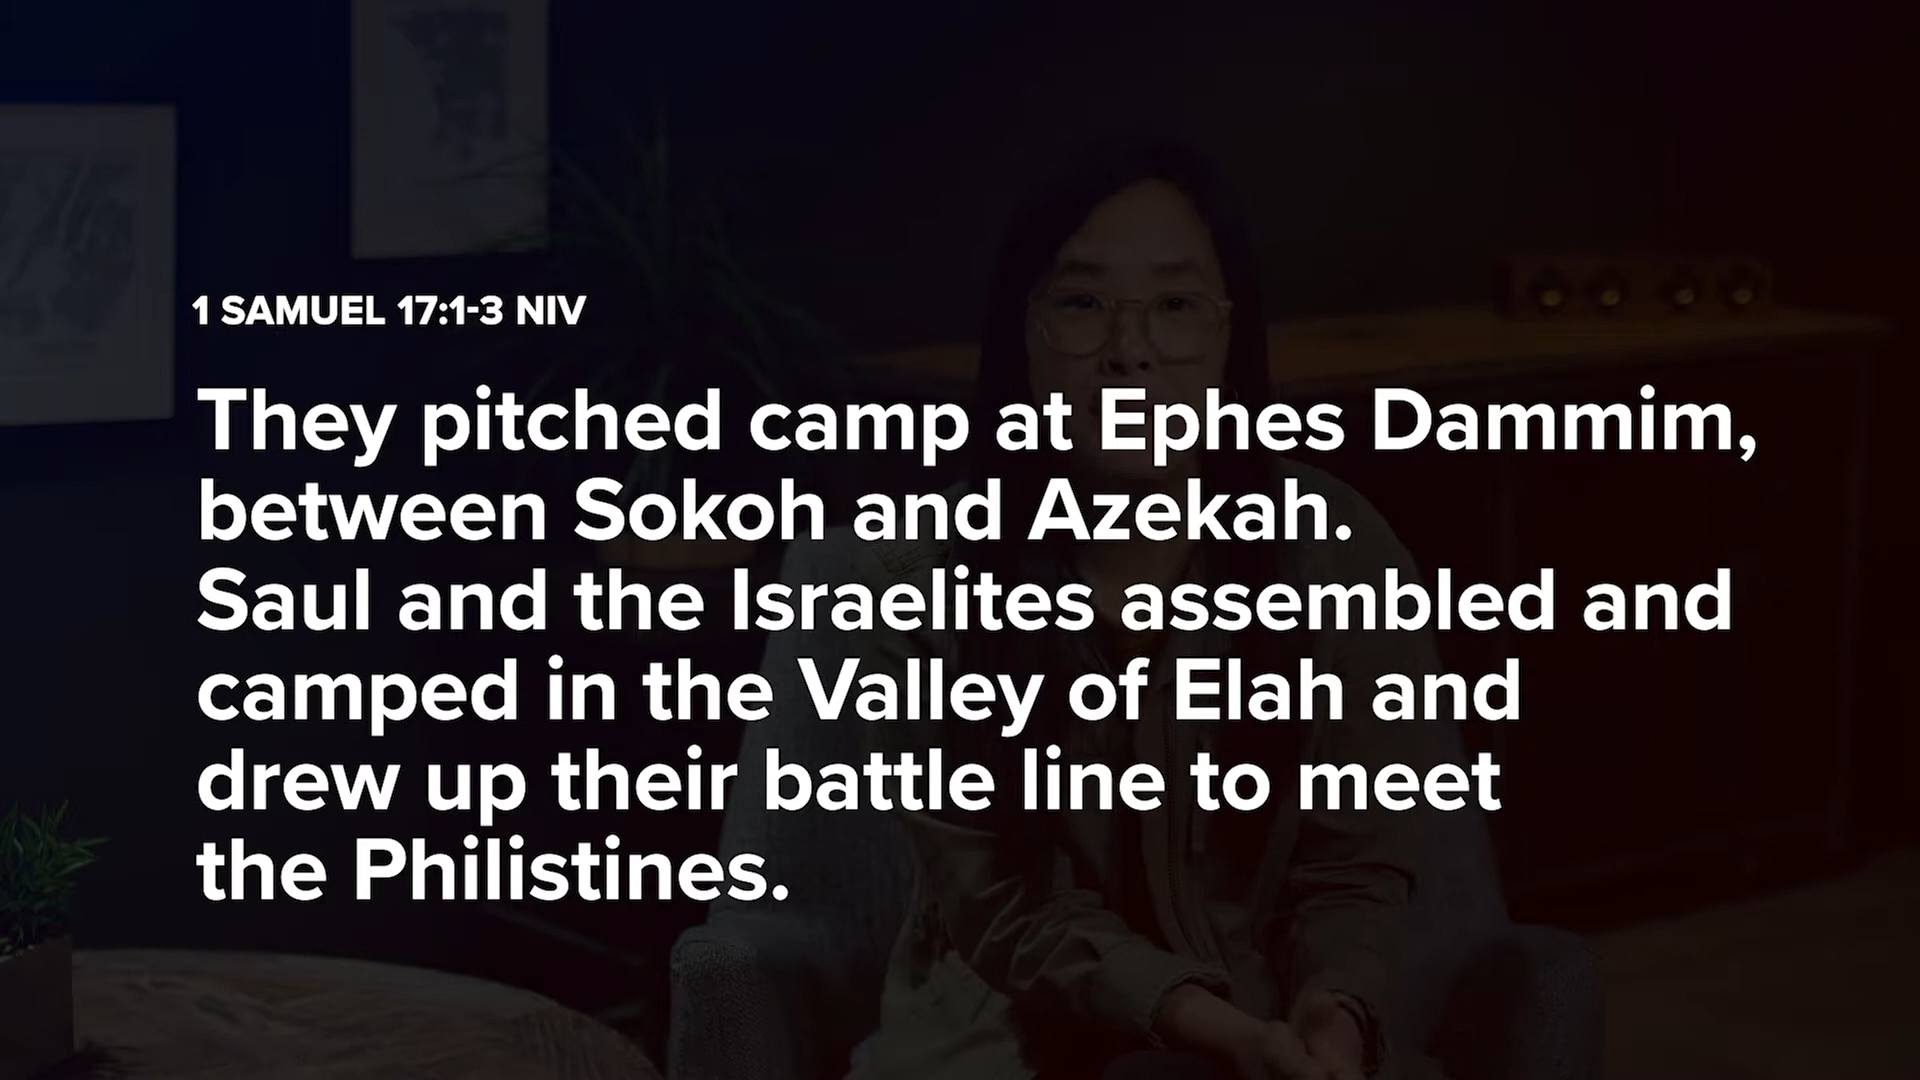 1 SAMUEL 17:1-3 NIV
They pitched camp at Ephes Dammim,
between Sokoh and Azekah.
Saul and the Israelites assembled and
camped in the Valley of Elah and
drew up their battle line to meet
the Philistines.